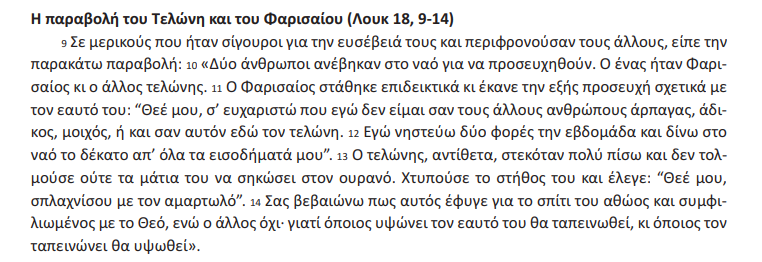 Η παραβολή του Τελώνη και του Φαρισαίου (Λουκ 18, 9-14)
9 Σε μερικούς που ήταν σίγουροι για την ευσέβειά τους και περιφρονούσαν τους άλλους, είπε την
παρακάτω παραβολή: 10 «Δύο άνθρωποι ανέβηκαν στο ναό για να προσευχηθούν. Ο ένας ήταν Φαρι-
σαίος κι ο άλλος τελώνης. 11 Ο Φαρισαίος στάθηκε επιδεικτικά κι έκανε την εξής προσευχή σχετικά με
τον εαυτό του: “Θεέ μου, σ’ ευχαριστώ που εγώ δεν είμαι σαν τους άλλους ανθρώπους άρπαγας, άδι-
κος, μοιχός, ή και σαν αυτόν εδώ τον τελώνη. 12 Εγώ νηστεύω δύο φορές την εβδομάδα και δίνω στο
ναό το δέκατο απ’ όλα τα εισοδήματά μου”. 13 Ο τελώνης, αντίθετα, στεκόταν πολύ πίσω και δεν τολ-
μούσε ούτε τα μάτια του να σηκώσει στον ουρανό. Χτυπούσε το στήθος του και έλεγε: “Θεέ μου,
σπλαχνίσου με τον αμαρτωλό”. 14 Σας βεβαιώνω πως αυτός έφυγε για το σπίτι του αθώος και συμφι-
λιωμένος με το Θεό, ενώ ο άλλος όχι· γιατί όποιος υψώνει τον εαυτό του θα ταπεινωθεί, κι όποιος τον
ταπεινώνει θα υψωθεί».